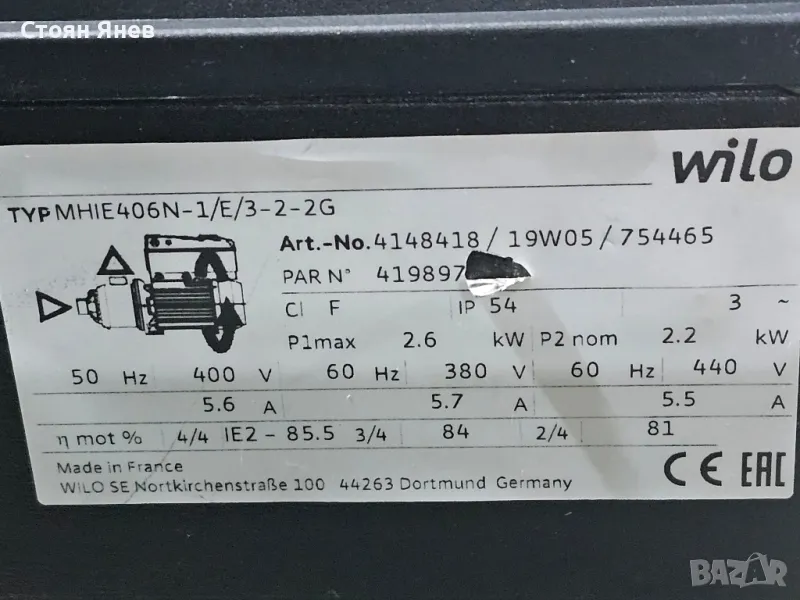 Стоян Янев
wilo
TYP MHIE406N-1/E/3-2-2G
Art.-No. 4148418 / 19W05 / 754465
PAR N° 419897
Cl F IP 54 3 ~
P1max 2.6 kW P2 nom 2.2 kW
50 Hz 400 V 60 Hz 380 V 60 Hz 440 V
5.6 A 5.7 A 5.5 A
η mot % 4/4 IE2 - 85.5 3/4 84 2/4 81
Made in France
WILO SE Nortkirchenstraße 100 44263 Dortmund Germany
CE EAC
BAZAR